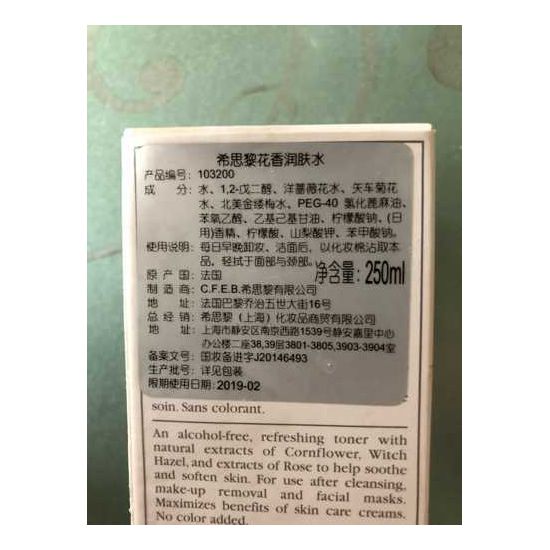 希思黎花香润肤水
产品编号: 103200
成 分: 水、1,2-戊二醇、洋蔷薇花水、矢车菊花
水、北美金缕梅水、PEG-40 氢化蓖麻油、
苯氧乙醇、乙基己基甘油、柠檬酸钠、(日
用)香精、柠檬酸、山梨酸钾、苯甲酸钠。
使用说明: 每日早晚卸妆、洁面后、以化妆棉沾取本
品，轻拭于面部与颈部。
原 产 国: 法国 净含量: 250ml
制 造 商: C.F.E.B.希思黎有限公司
地 址: 法国巴黎乔治五世大街16号
经 销 商: 希思黎（上海）化妆品商贸有限公司
地 址: 上海市静安区南京西路1539号静安嘉里中心
办公楼二座38,39层3801-3805,3903-3904室
备案文号: 国妆备进字J20146493
生产批号: 详见包装
限期使用日期: 2019-02
soin. Sans colorant.
An alcohol-free, refreshing toner with
natural extracts of Cornflower, Witch
Hazel, and extracts of Rose to help soothe
and soften skin. For use after cleansing,
make-up removal and facial masks.
Maximizes benefits of skin care creams.
No color added.